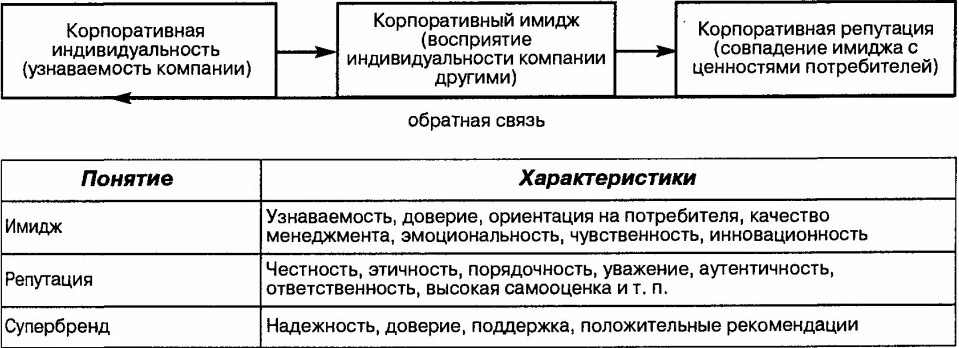 Корпоративная
индивидуальность
(узнаваемость компании)
Корпоративный имидж
(восприятие
индивидуальности компании
другими)
Корпоративная репутация
(совпадение имиджа с
ценностями потребителей)
обратная связь
Понятие
Характеристики
Имидж
Узнаваемость, доверие, ориентация на потребителя, качество
менеджмента, эмоциональность, чувственность, инновационность
Репутация
Честность, этичность, порядочность, уважение, аутентичность,
ответственность, высокая самооценка и т. п.
Супербренд
Надежность, доверие, поддержка, положительные рекомендации